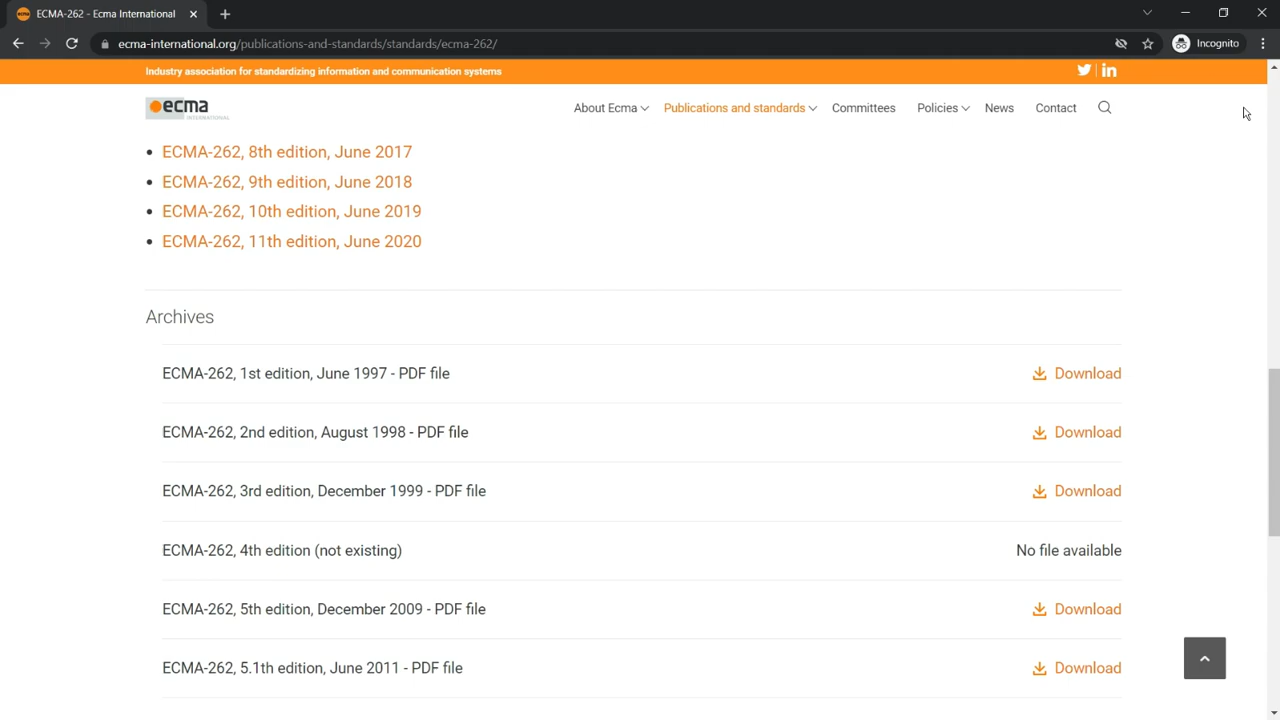 ECMA-262 - Ecma International
ecma-international.org/publications-and-standards/standards/ecma-262/
Incognito
Industry association for standardizing information and communication systems
ecma
INTERNATIONAL
About Ecma
Publications and standards
Committees
Policies
News
Contact
ECMA-262, 8th edition, June 2017
ECMA-262, 9th edition, June 2018
ECMA-262, 10th edition, June 2019
ECMA-262, 11th edition, June 2020
Archives
ECMA-262, 1st edition, June 1997 - PDF file Download
ECMA-262, 2nd edition, August 1998 - PDF file Download
ECMA-262, 3rd edition, December 1999 - PDF file Download
ECMA-262, 4th edition (not existing) No file available
ECMA-262, 5th edition, December 2009 - PDF file Download
ECMA-262, 5.1th edition, June 2011 - PDF file Download